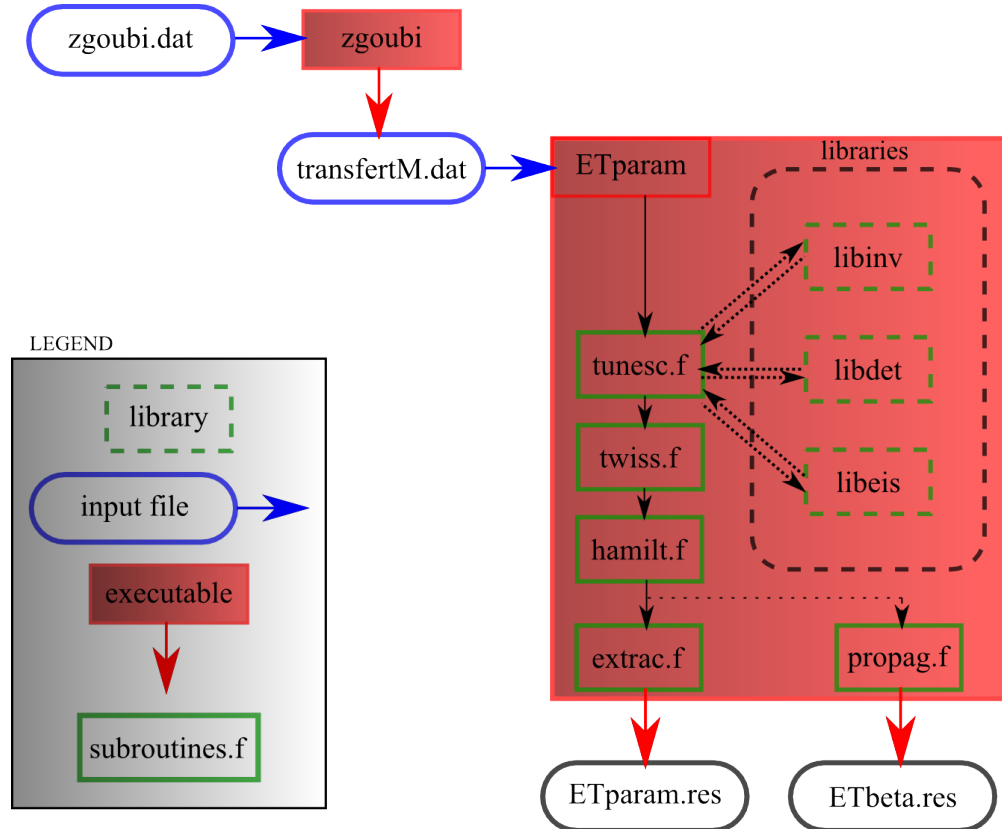 zgoubi.dat
zgoubi
transfertM.dat
ETparam
libraries
libinv
tunesc.f
libdet
twiss.f
libeis
hamilt.f
extrac.f
propag.f
ETparam.res
ETbeta.res
LEGEND
library
input file
executable
subroutines.f